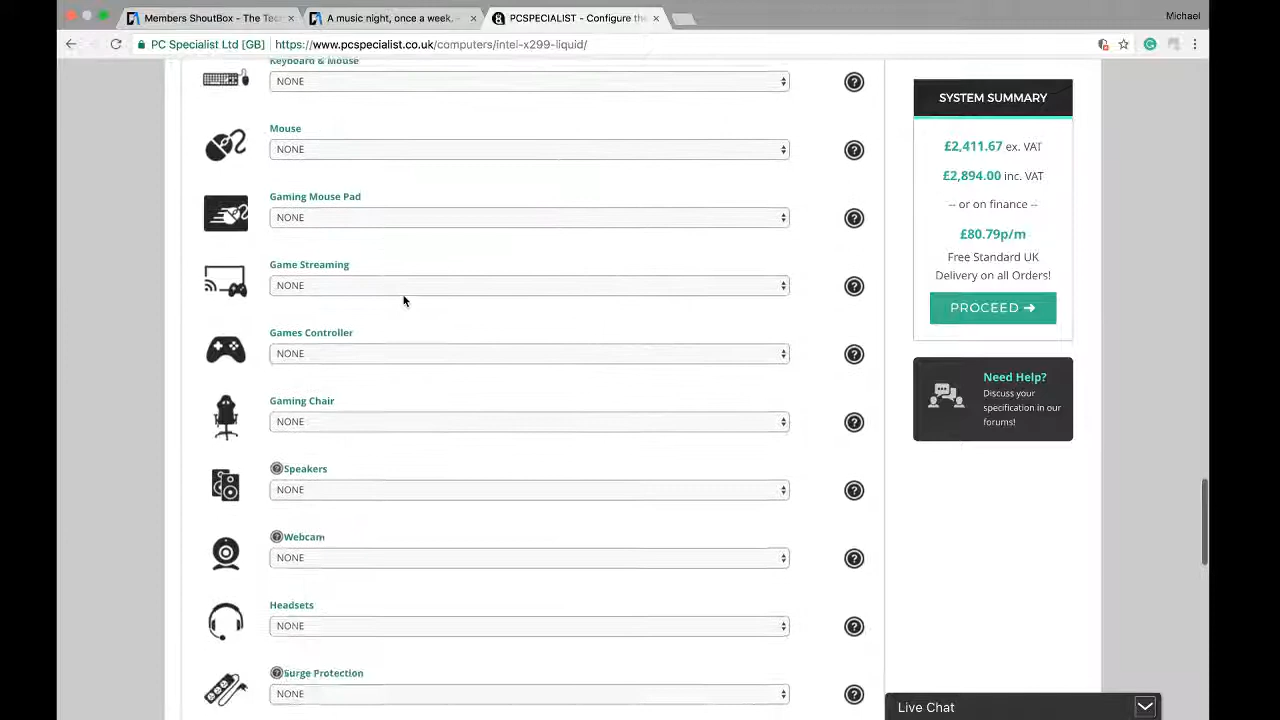 Members ShoutBox - The Tec
A music night, once a week, -
PCSPECIALIST - Configure the
Michael
PC Specialist Ltd [GB]
https://www.pcspecialist.co.uk/computers/intel-x299-liquid/
Keyboard & Mouse
NONE
Mouse
NONE
Gaming Mouse Pad
NONE
Game Streaming
NONE
Games Controller
NONE
Gaming Chair
NONE
Speakers
NONE
Webcam
NONE
Headsets
NONE
Surge Protection
NONE
SYSTEM SUMMARY
£2,411.67 ex. VAT
£2,894.00 inc. VAT
-- or on finance --
£80.79p/m
Free Standard UK
Delivery on all Orders!
PROCEED ➔
Need Help?
Discuss your
specification in our
forums!
Live Chat